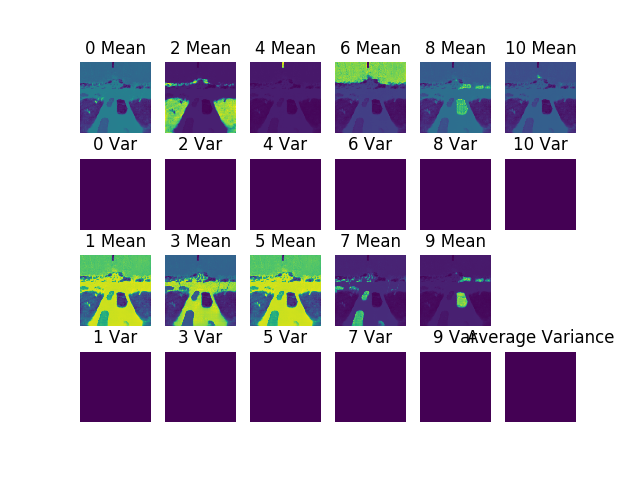 0 Mean 2 Mean 4 Mean 6 Mean 8 Mean 10 Mean
0 Var 2 Var 4 Var 6 Var 8 Var 10 Var
1 Mean 3 Mean 5 Mean 7 Mean 9 Mean
1 Var 3 Var 5 Var 7 Var 9 Var Average Variance